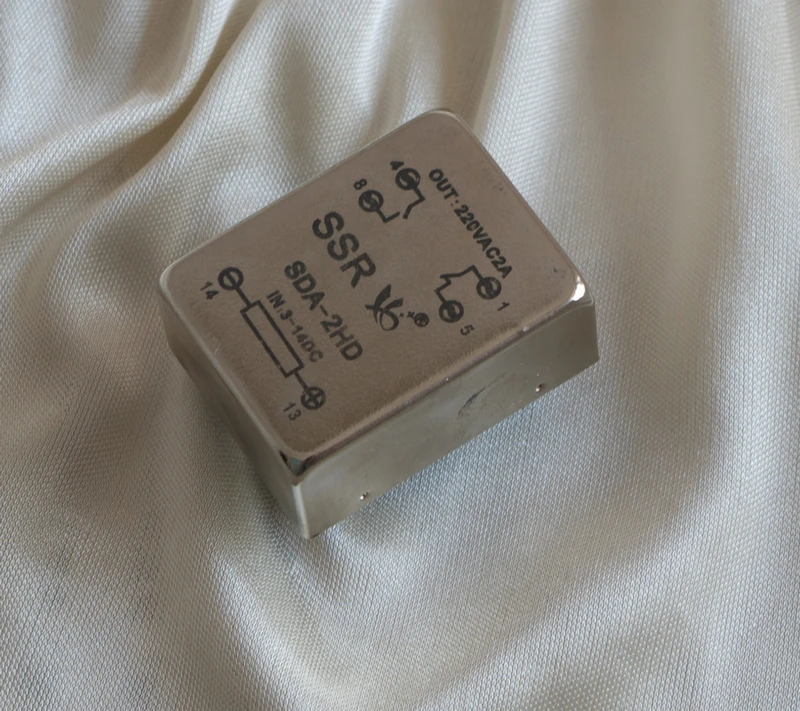 OUT:220VAC2A
4
1
8
5
SSR ®
SDA-2HD
IN:3-14DC
14
13